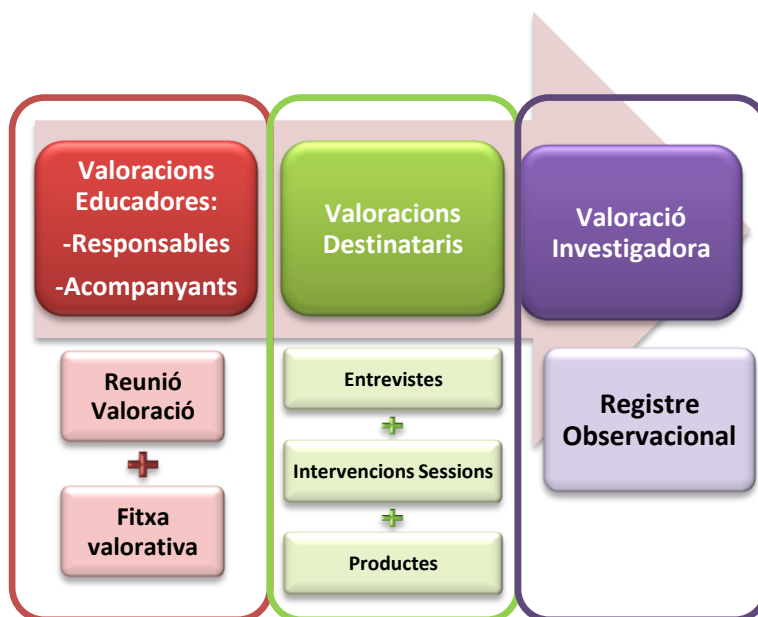 Valoracions
Educadores:
-Responsables
-Acompanyants
Reunió
Valoració
Fitxa
valorativa
Valoracions
Destinataris
Entrevistes
Intervencions Sessions
Productes
Valoració
Investigadora
Registre
Observacional